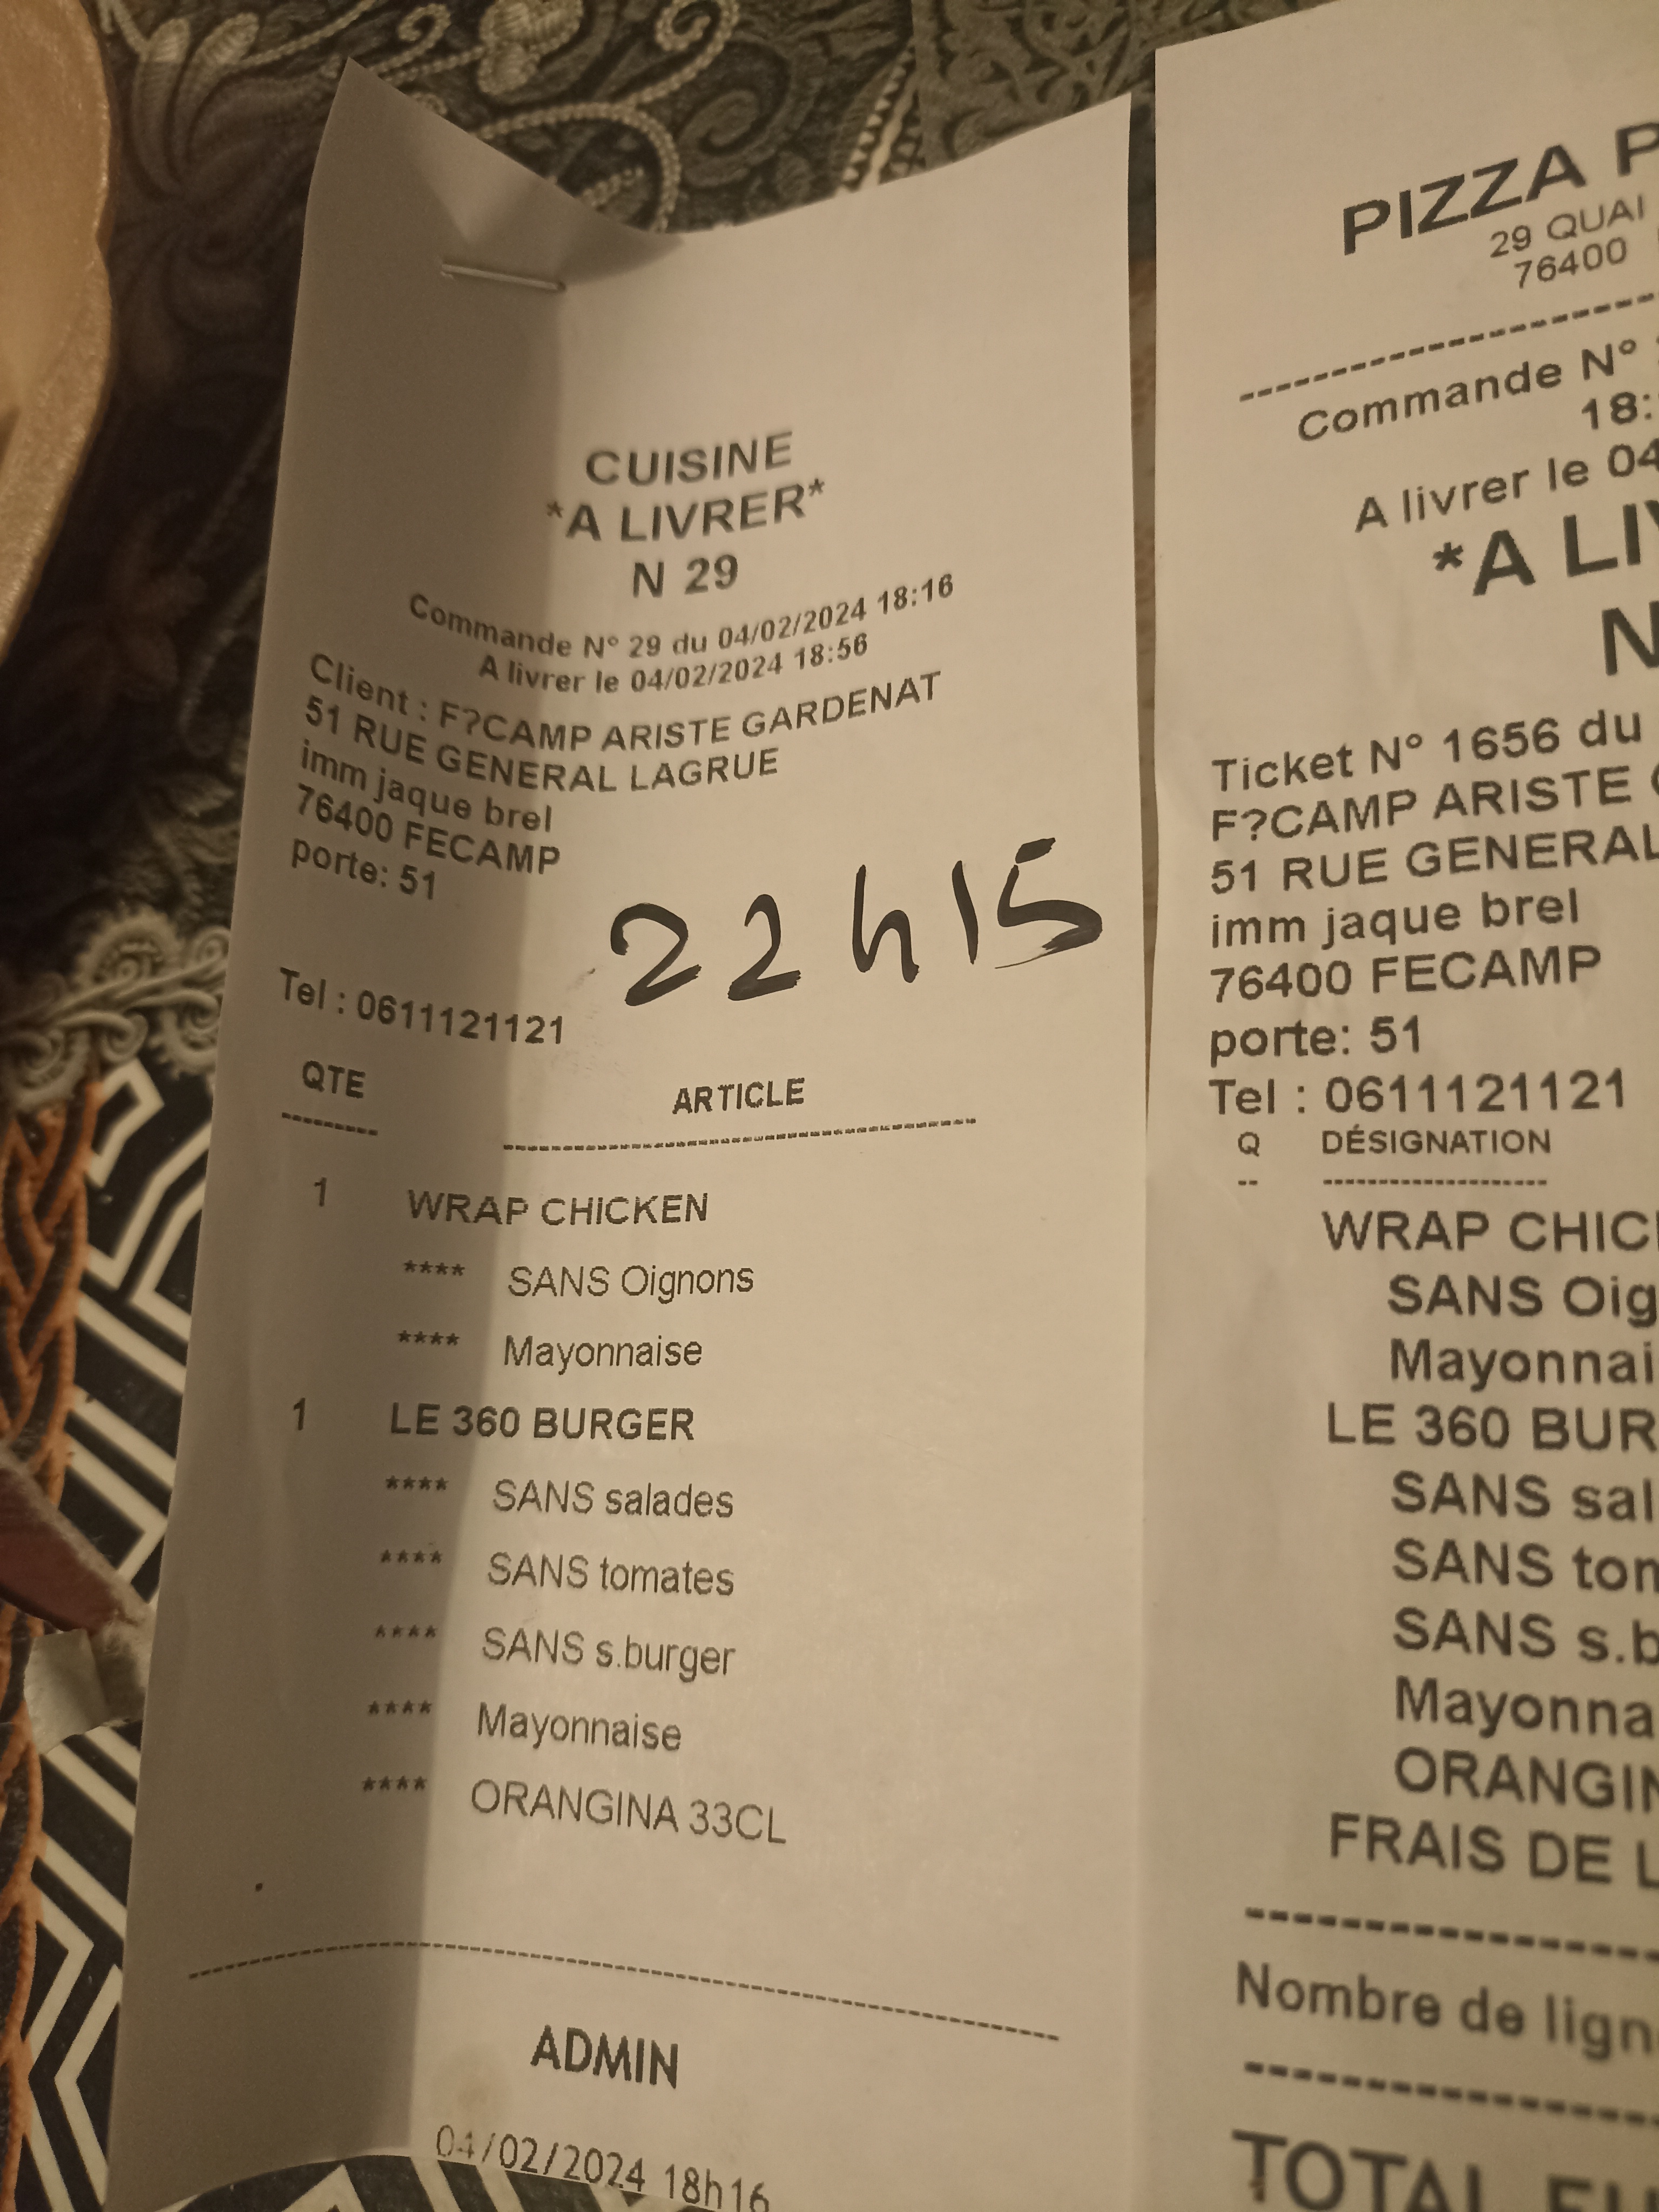 CUISINE
*A LIVRER*
N 29
Commande N° 29 du 04/02/2024 18:16
A livrer le 04/02/2024 18:56
Client : F?CAMP ARISTE GARDENAT
51 RUE GENERAL LAGRUE
imm jaque brel
76400 FECAMP
porte: 51
22h15
Tel : 0611121121
QTE ARTICLE
1 WRAP CHICKEN
**** SANS Oignons
**** Mayonnaise
1 LE 360 BURGER
**** SANS salades
**** SANS tomates
**** SANS s.burger
**** Mayonnaise
**** ORANGINA 33CL
ADMIN
04/02/2024 18h16
PIZZA P
29 QUAI
76400
Commande N°
18:
A livrer le 04
*A LIV
N
Ticket N° 1656 du
F?CAMP ARISTE
51 RUE GENERAL
imm jaque brel
76400 FECAMP
porte: 51
Tel : 0611121121
Q DÉSIGNATION
WRAP CHIC
SANS Oig
Mayonnai
LE 360 BUR
SANS sal
SANS tom
SANS s.b
Mayonna
ORANGIN
FRAIS DE L
Nombre de lign
TOTAL EU